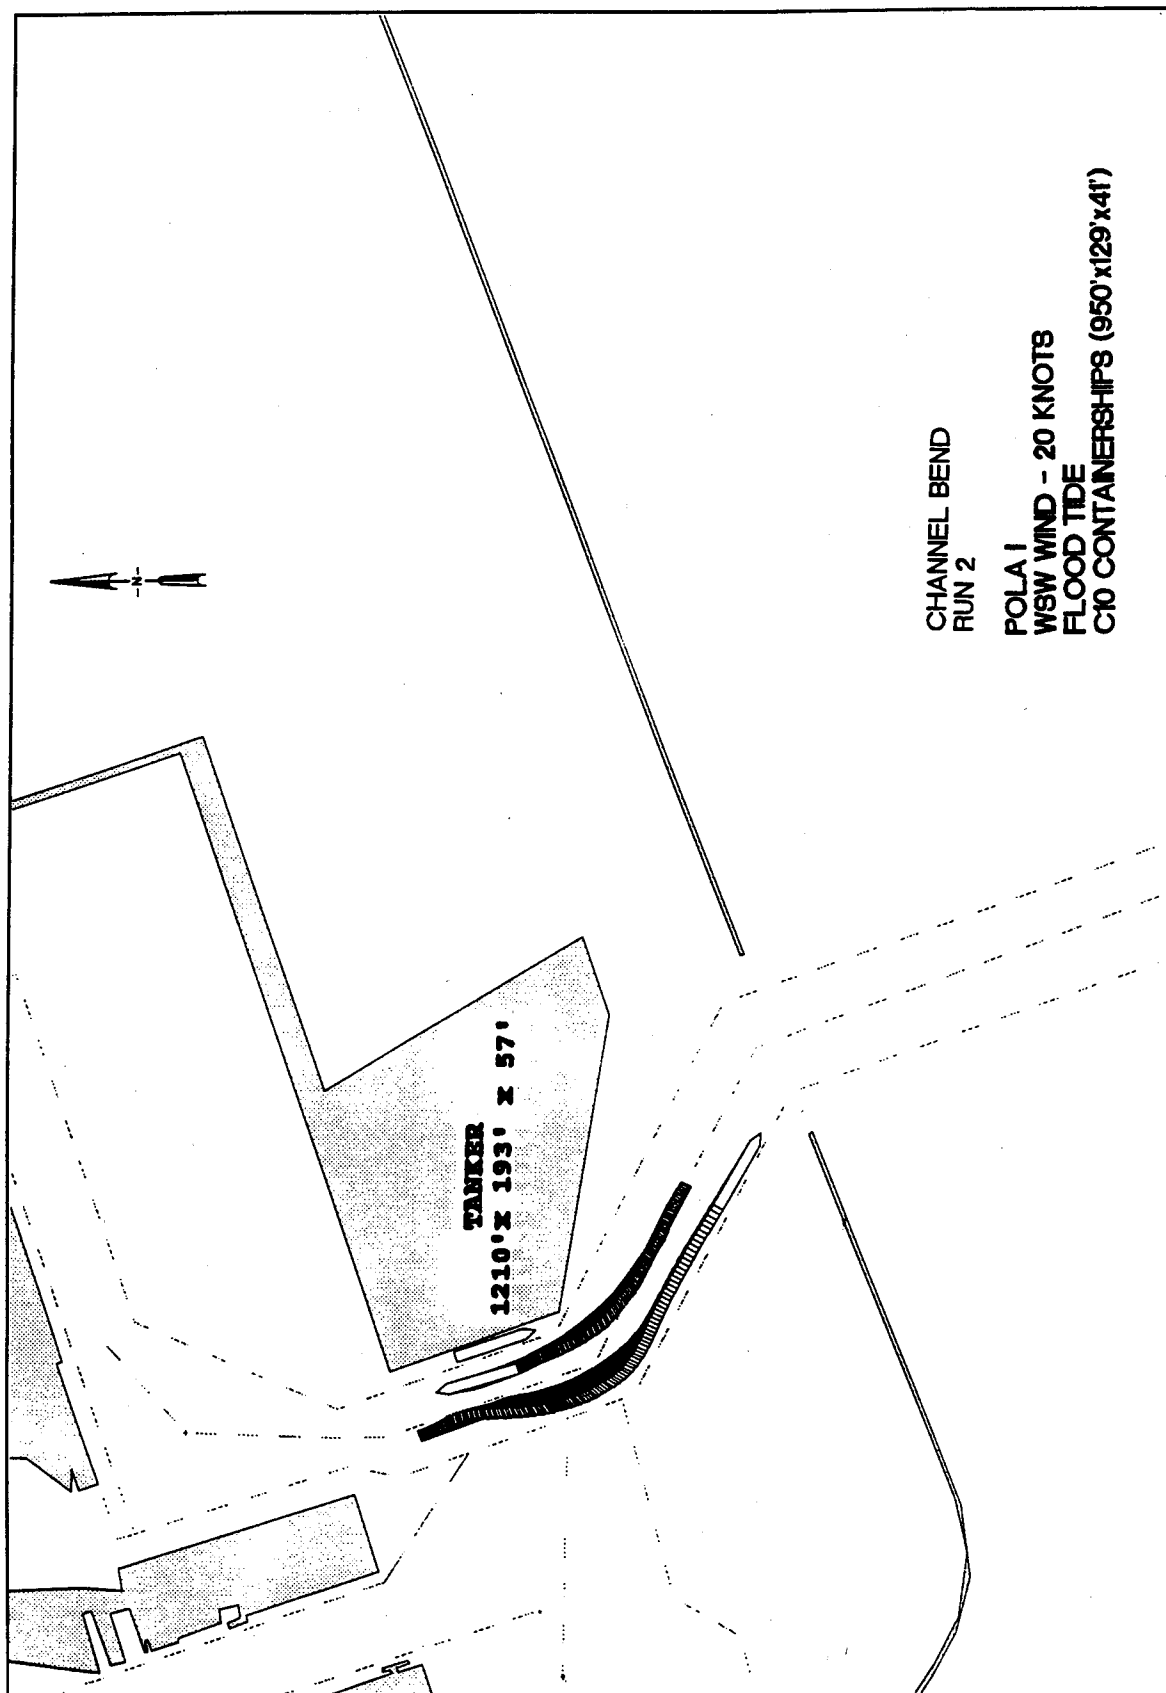 -N-
TANKER
1210'X 193' X 57'
CHANNEL BEND
RUN 2
POLA I
WSW WIND - 20 KNOTS
FLOOD TIDE
C10 CONTAINERSHIPS (950'x129'x41')